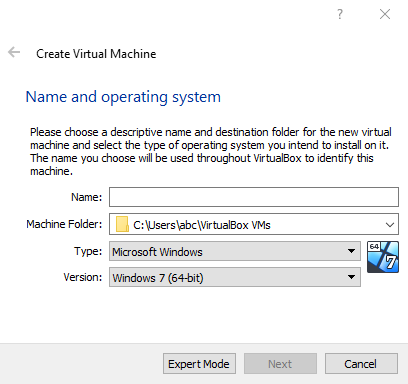 ?
Create Virtual Machine
Name and operating system
Please choose a descriptive name and destination folder for the new virtual
machine and select the type of operating system you intend to install on it.
The name you choose will be used throughout VirtualBox to identify this
machine.
Name:
Machine Folder: C:\Users\abc\VirtualBox VMs
Type: Microsoft Windows
64
7
Version: Windows 7 (64-bit)
Expert Mode Next Cancel